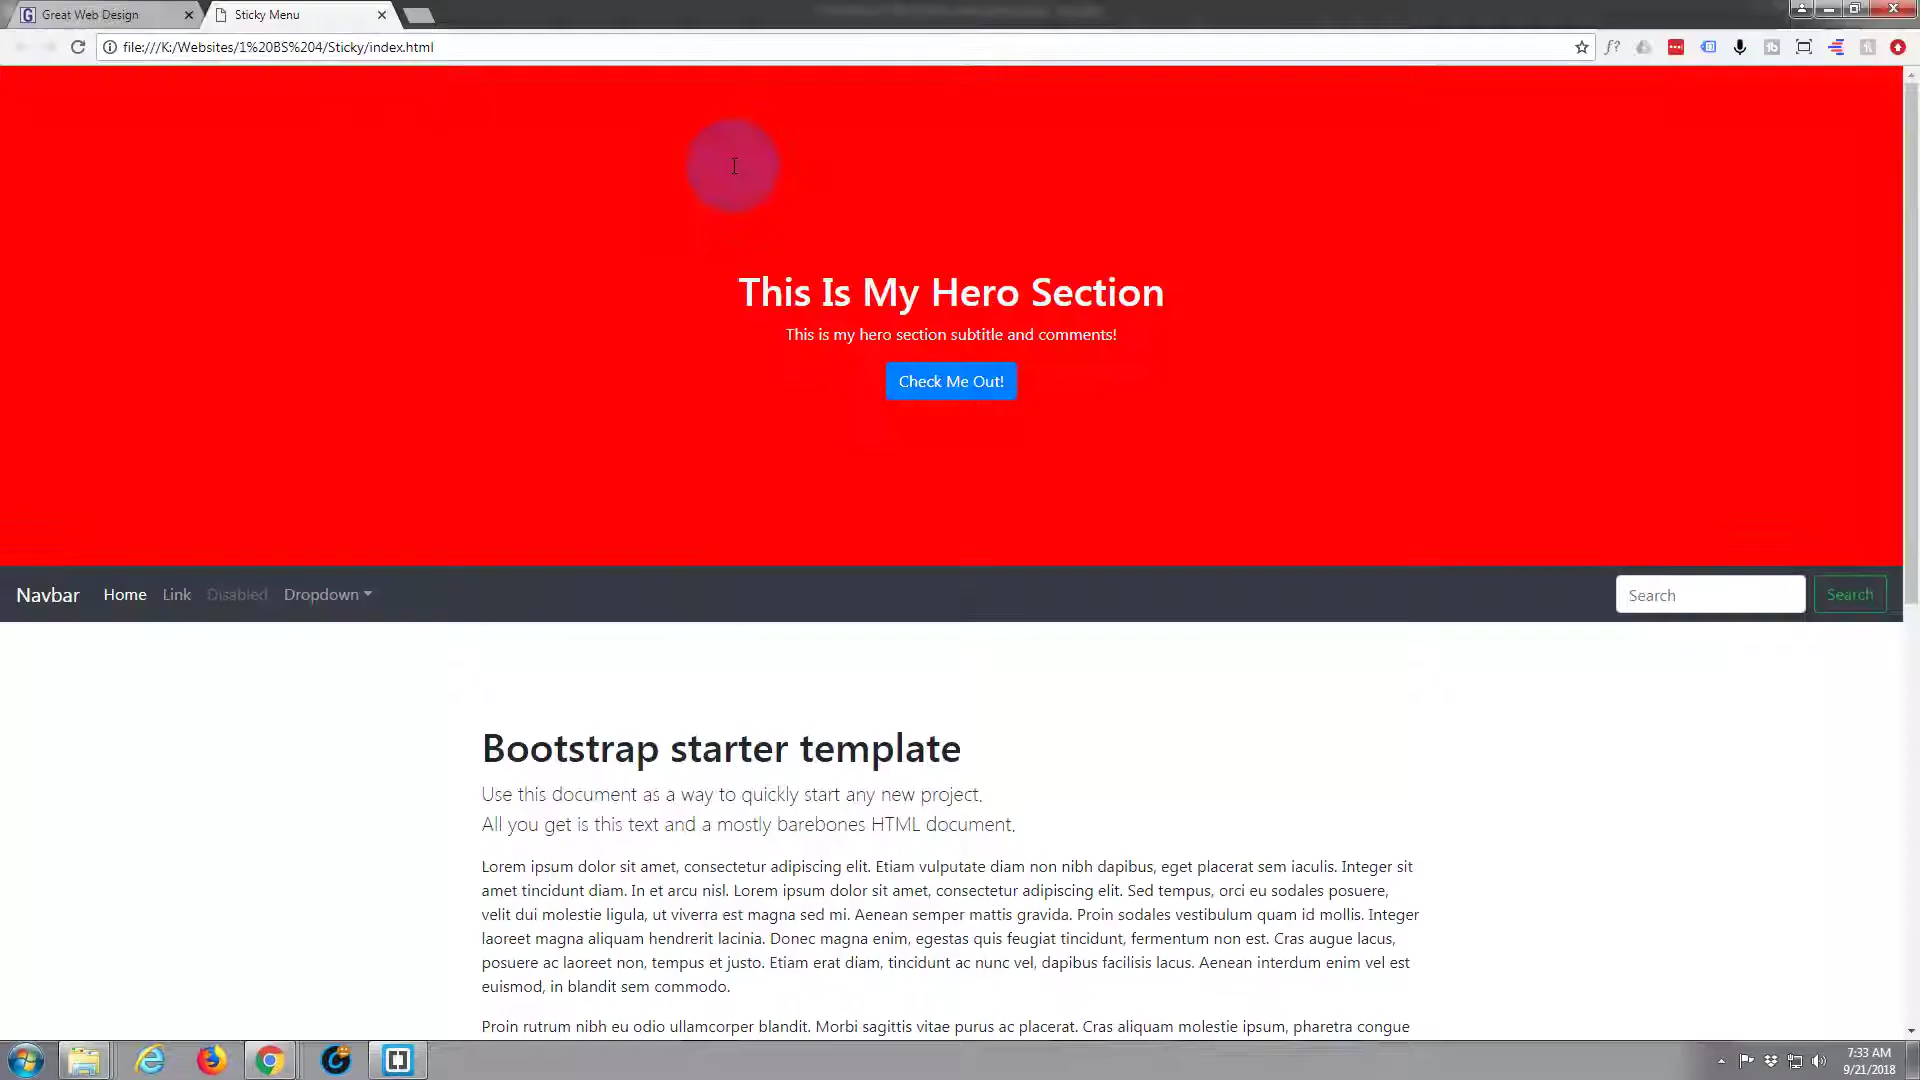 Great Web Design
Sticky Menu
file:///K:/Websites/1%20BS%204/Sticky/index.html
This Is My Hero Section
This is my hero section subtitle and comments!
Check Me Out!
Navbar Home Link Disabled Dropdown Search Search
Bootstrap starter template
Use this document as a way to quickly start any new project.
All you get is this text and a mostly barebones HTML document.
Lorem ipsum dolor sit amet, consectetur adipiscing elit. Etiam vulputate diam non nibh dapibus, eget placerat sem iaculis. Integer sit
amet tincidunt diam. In et arcu nisl. Lorem ipsum dolor sit amet, consectetur adipiscing elit. Sed tempus, orci eu sodales posuere,
velit dui molestie ligula, ut viverra est magna sed mi. Aenean semper mattis gravida. Proin sodales vestibulum quam id mollis. Integer
laoreet magna aliquam hendrerit lacinia. Donec magna enim, egestas quis feugiat tincidunt, fermentum non est. Cras augue lacus,
posuere ac laoreet non, tempus et justo. Etiam erat diam, tincidunt ac nunc vel, dapibus facilisis lacus. Aenean interdum enim vel est
euismod, in blandit sem commodo.
Proin rutrum nibh eu odio ullamcorper blandit. Morbi sagittis vitae purus ac placerat. Cras aliquam molestie ipsum, pharetra congue
7:33 AM
9/21/2018